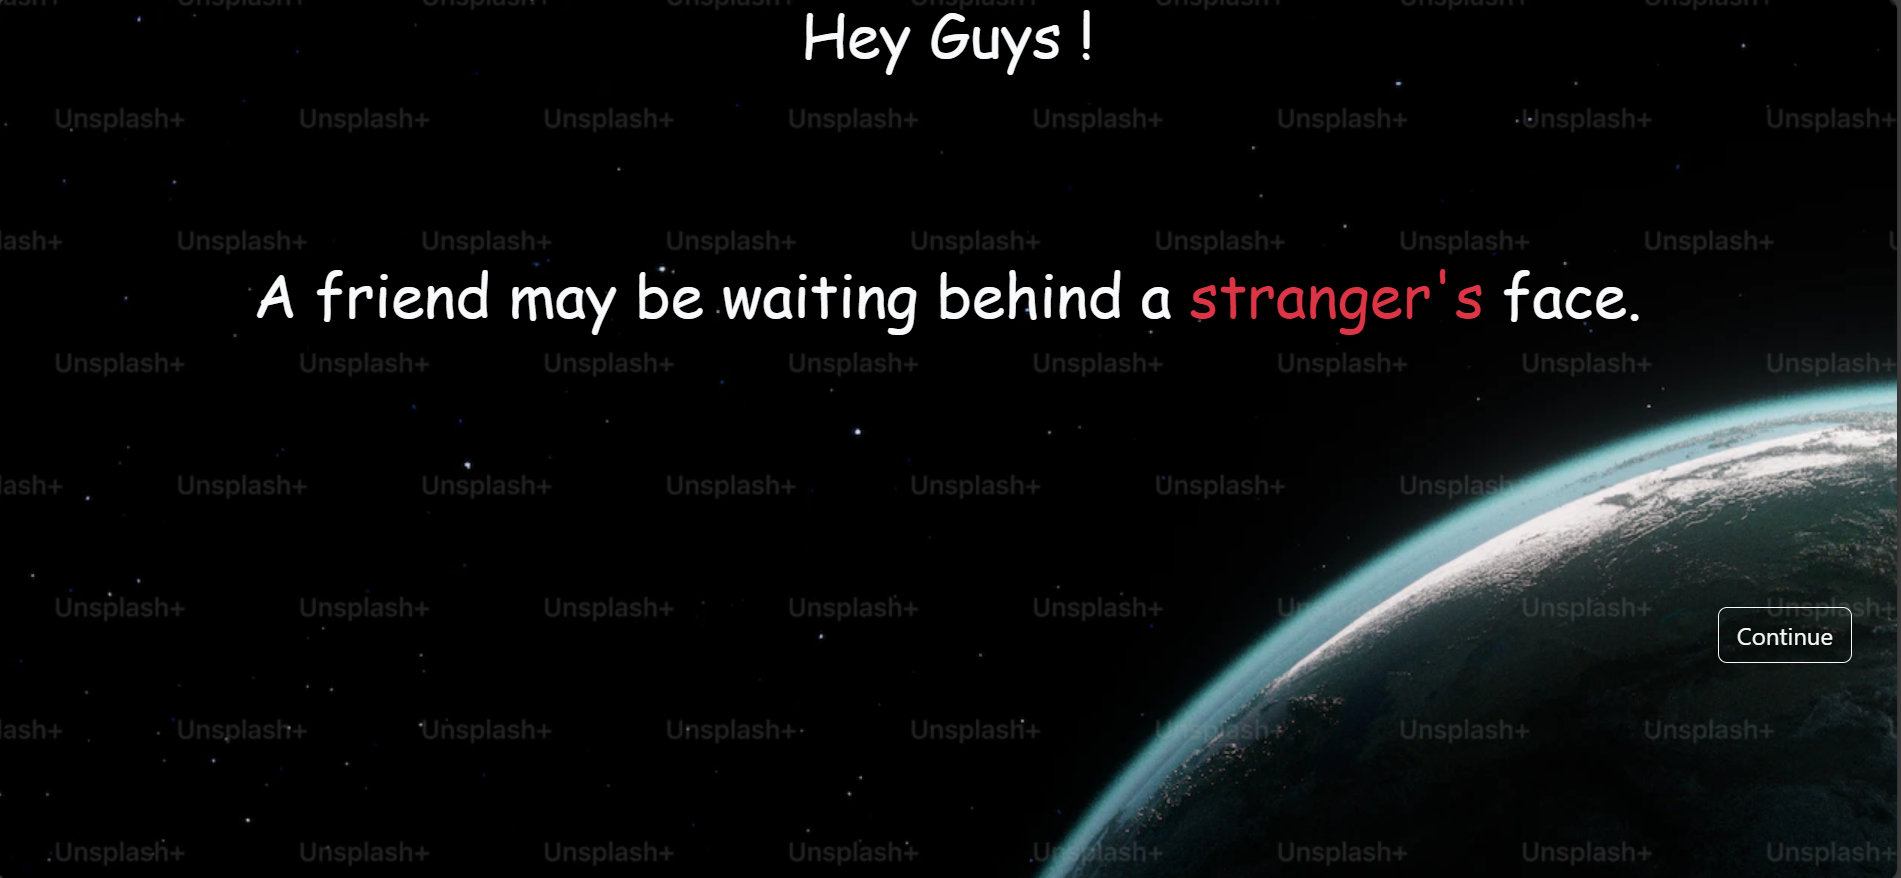 Hey Guys !
Unsplash+ Unsplash+ Unsplash+ Unsplash+ Unsplash+ Unsplash+ Unsplash+ Unsplash+
Unsplash+ Unsplash+ Unsplash+ Unsplash+ Unsplash+ Unsplash+ Unsplash+
A friend may be waiting behind a stranger's face.
Unsplash+ Unsplash+ Unsplash+ Unsplash+ Unsplash+ Unsplash+ Unsplash+ Unsplash+
Unsplash+ Unsplash+ Unsplash+ Unsplash+ Unsplash+ Unsplash+
Unsplash+ Unsplash+ Unsplash+ Unsplash+ Unsplash+ Unsplash+ Unsplash+ Unsplash+
Continue
Unsplash+ Unsplash+ Unsplash+ Unsplash+ Unsplash+ Unsplash+ Unsplash+
Unsplash+ Unsplash+ Unsplash+ Unsplash+ Unsplash+ Unsplash+ Unsplash+ Unsplash+